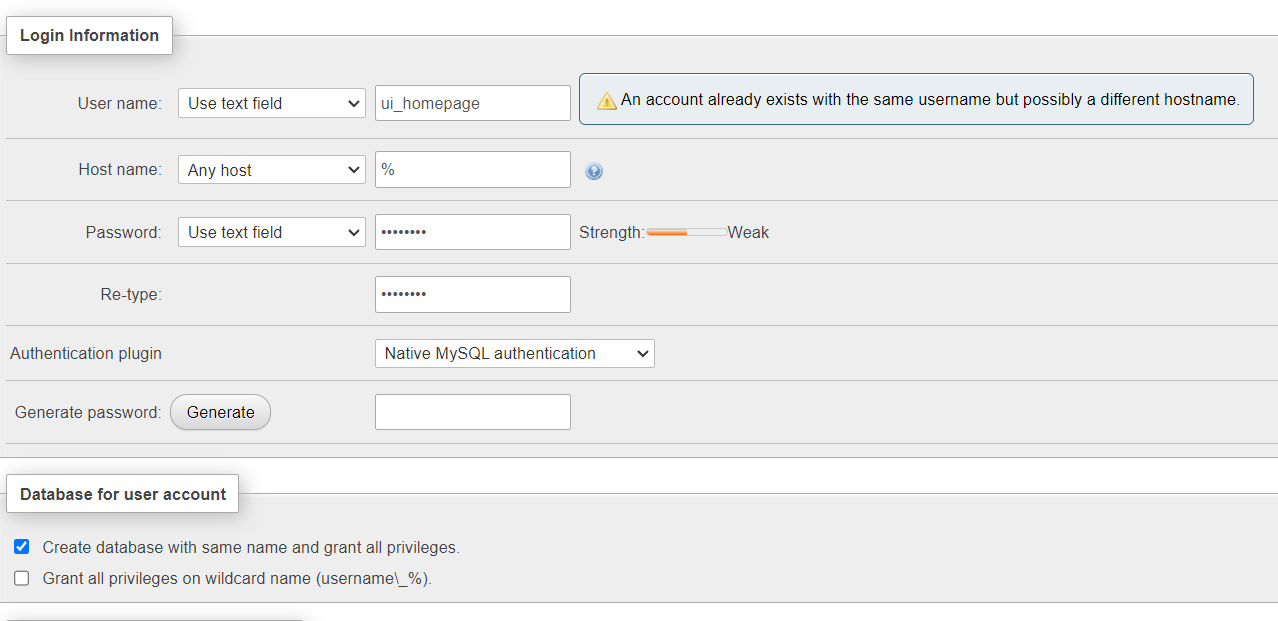 Login Information
User name: Use text field ui_homepage An account already exists with the same username but possibly a different hostname.
Host name: Any host %
Password: Use text field •••••••• Strength: Weak
Re-type: ••••••••
Authentication plugin Native MySQL authentication
Generate password: Generate
Database for user account
Create database with same name and grant all privileges.
Grant all privileges on wildcard name (username\_%).